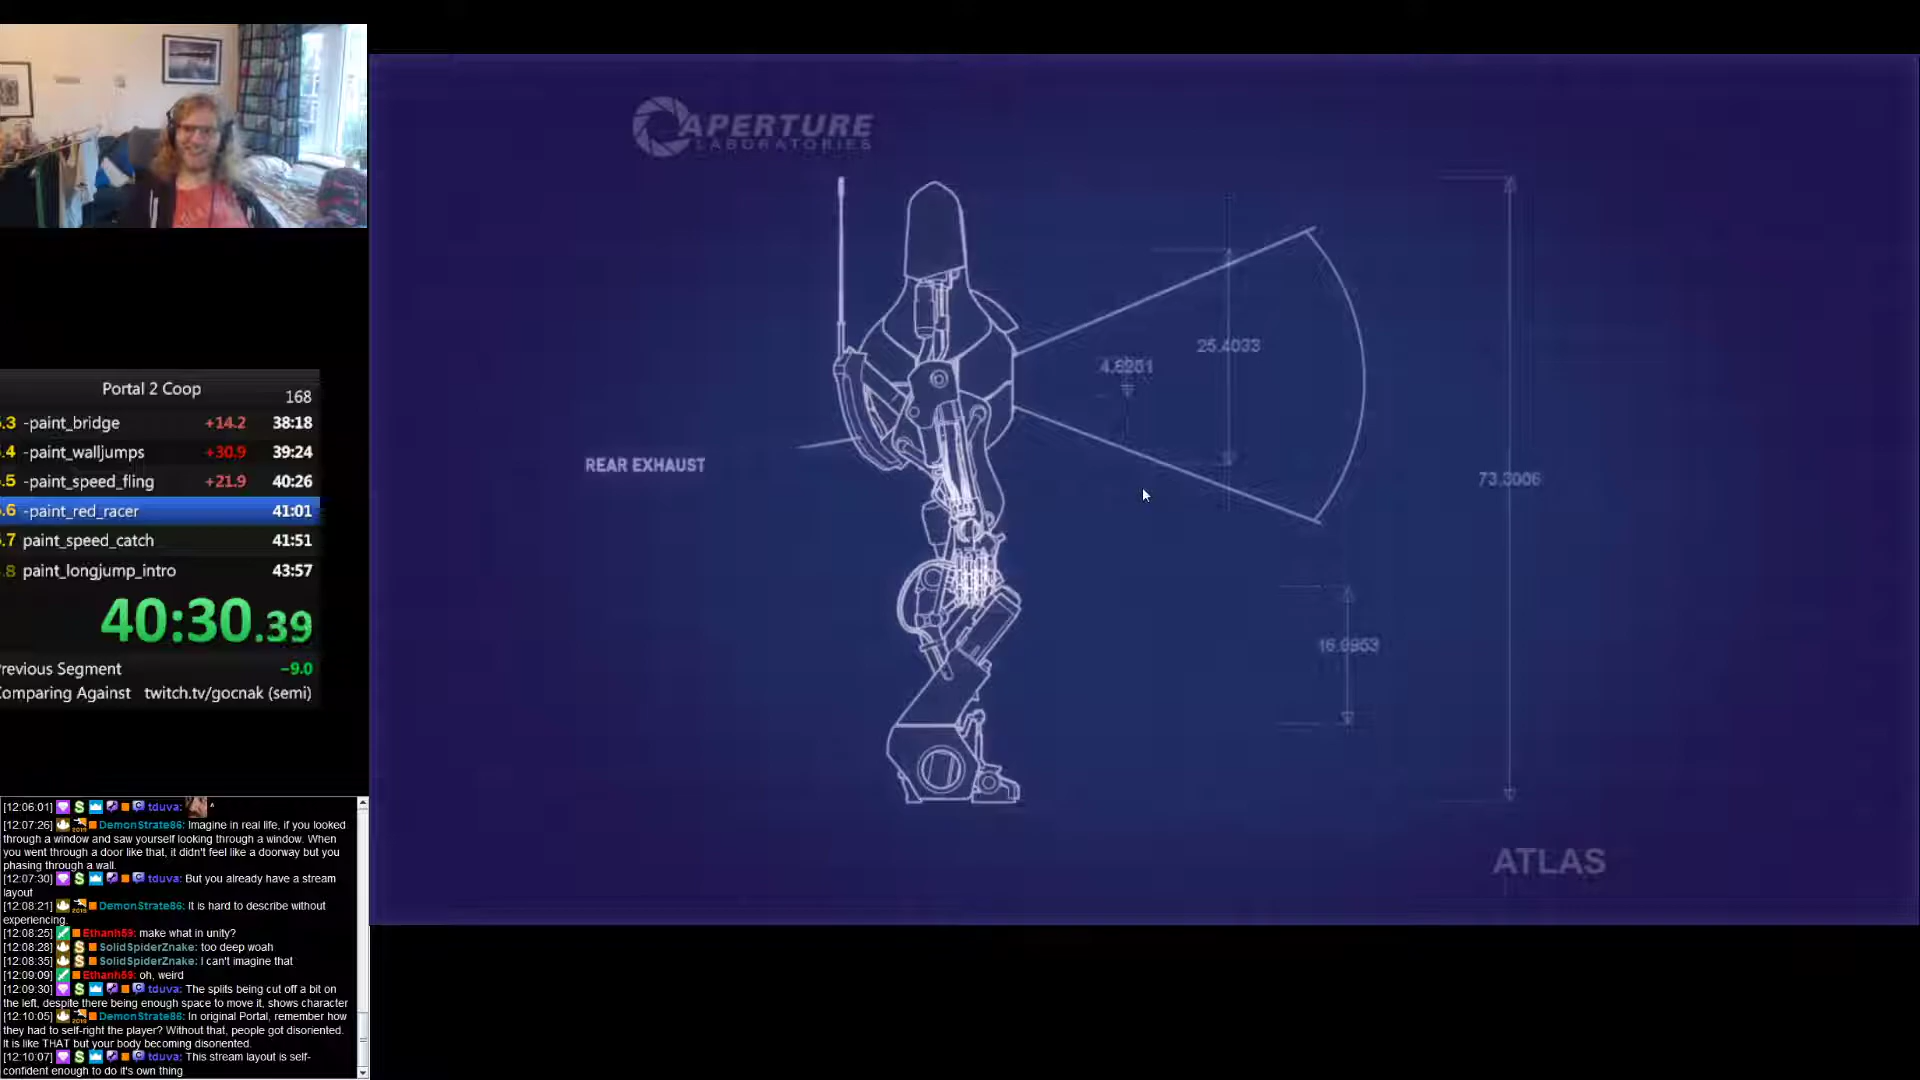 Portal 2 Coop
168
.3 -paint_bridge +14.2 38:18
.4 -paint_walljumps +30.9 39:24
.5 -paint_speed_fling +21.9 40:26
.6 -paint_red_racer 41:01
.7 paint_speed_catch 41:51
.8 paint_longjump_intro 43:57
40:30.39
revious Segment -9.0
omparing Against twitch.tv/gocnak (semi)
[12:06:01] tduva: ^
[12:07:26] DemonStrate86: Imagine in real life, if you looked
through a window and saw yourself looking through a window. When
you went through a door like that, it didn't feel like a doorway but you
phasing through a wall.
[12:07:30] tduva: But you already have a stream
layout
[12:08:21] DemonStrate86: It is hard to describe without
experiencing.
[12:08:25] Ethanh59: make what in unity?
[12:08:28] SolidSpiderZnake: too deep woah
[12:08:35] SolidSpiderZnake: I can't imagine that
[12:09:09] Ethanh59: oh, weird
[12:09:30] tduva: The splits being cut off a bit on
the left, despite there being enough space to move it, shows character
[12:10:05] DemonStrate86: In original Portal, remember how
they had to self-right the player? Without that, people got disoriented.
It is like THAT but your body becoming disoriented.
[12:10:07] tduva: This stream layout is self-
confident enough to do it's own thing
APERTURE
LABORATORIES
25.4033
4.6251
REAR EXHAUST
73.3006
16.9953
ATLAS